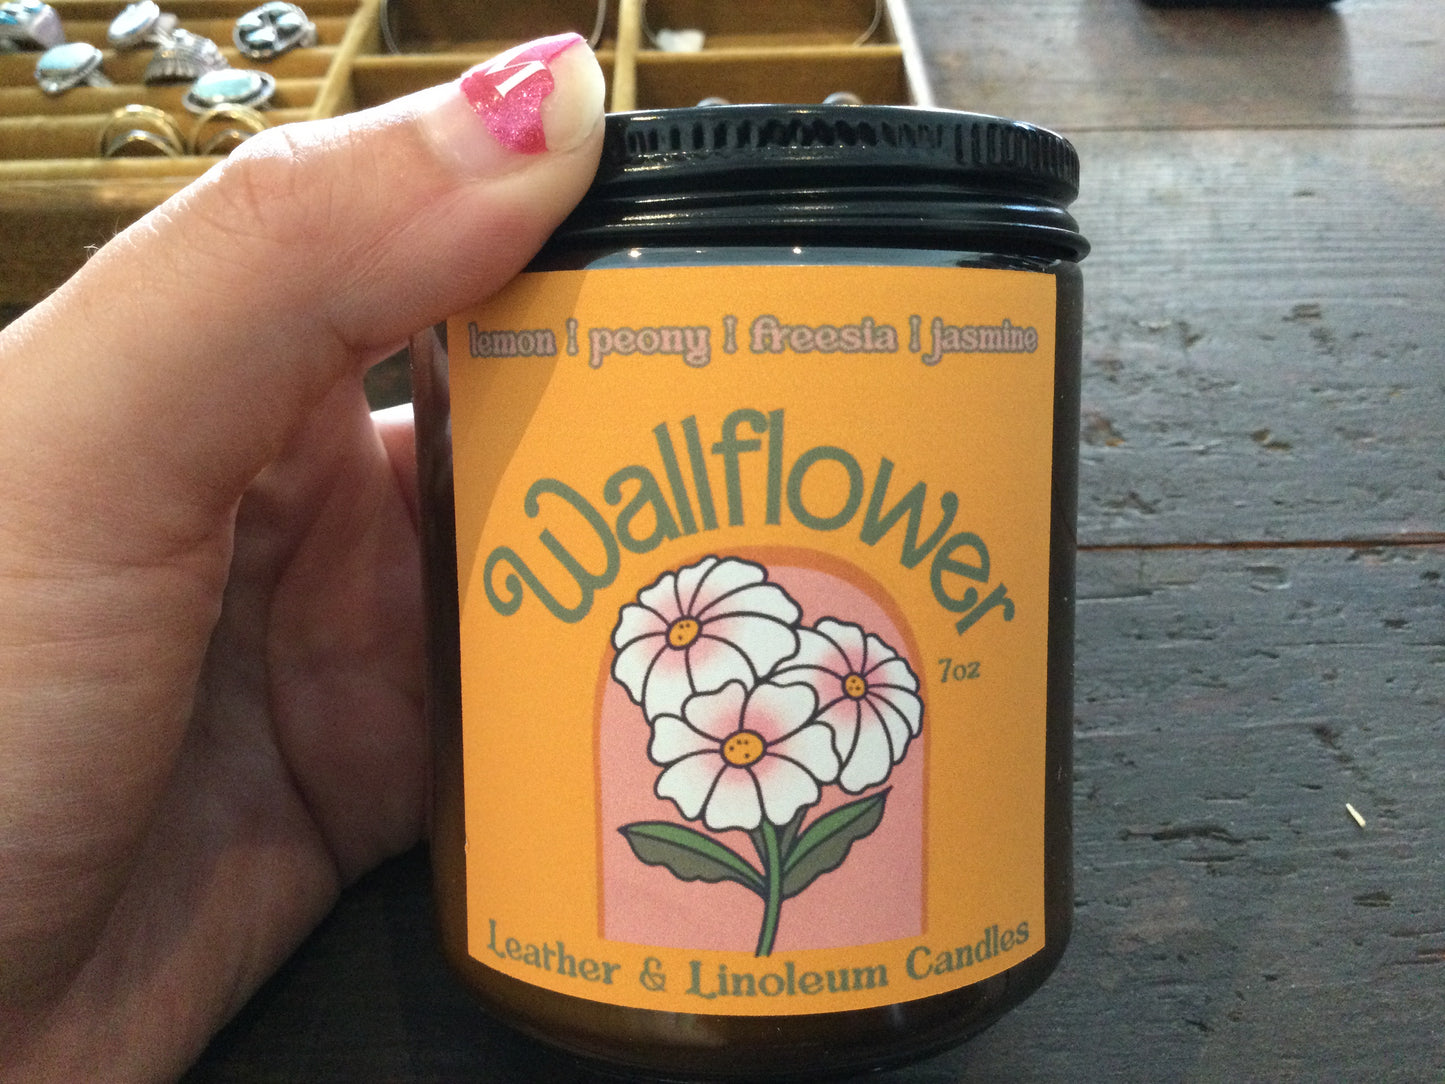 M
lemon | peony | freesia | jasmine
Wallflower
7oz
Leather & Linoleum Candles